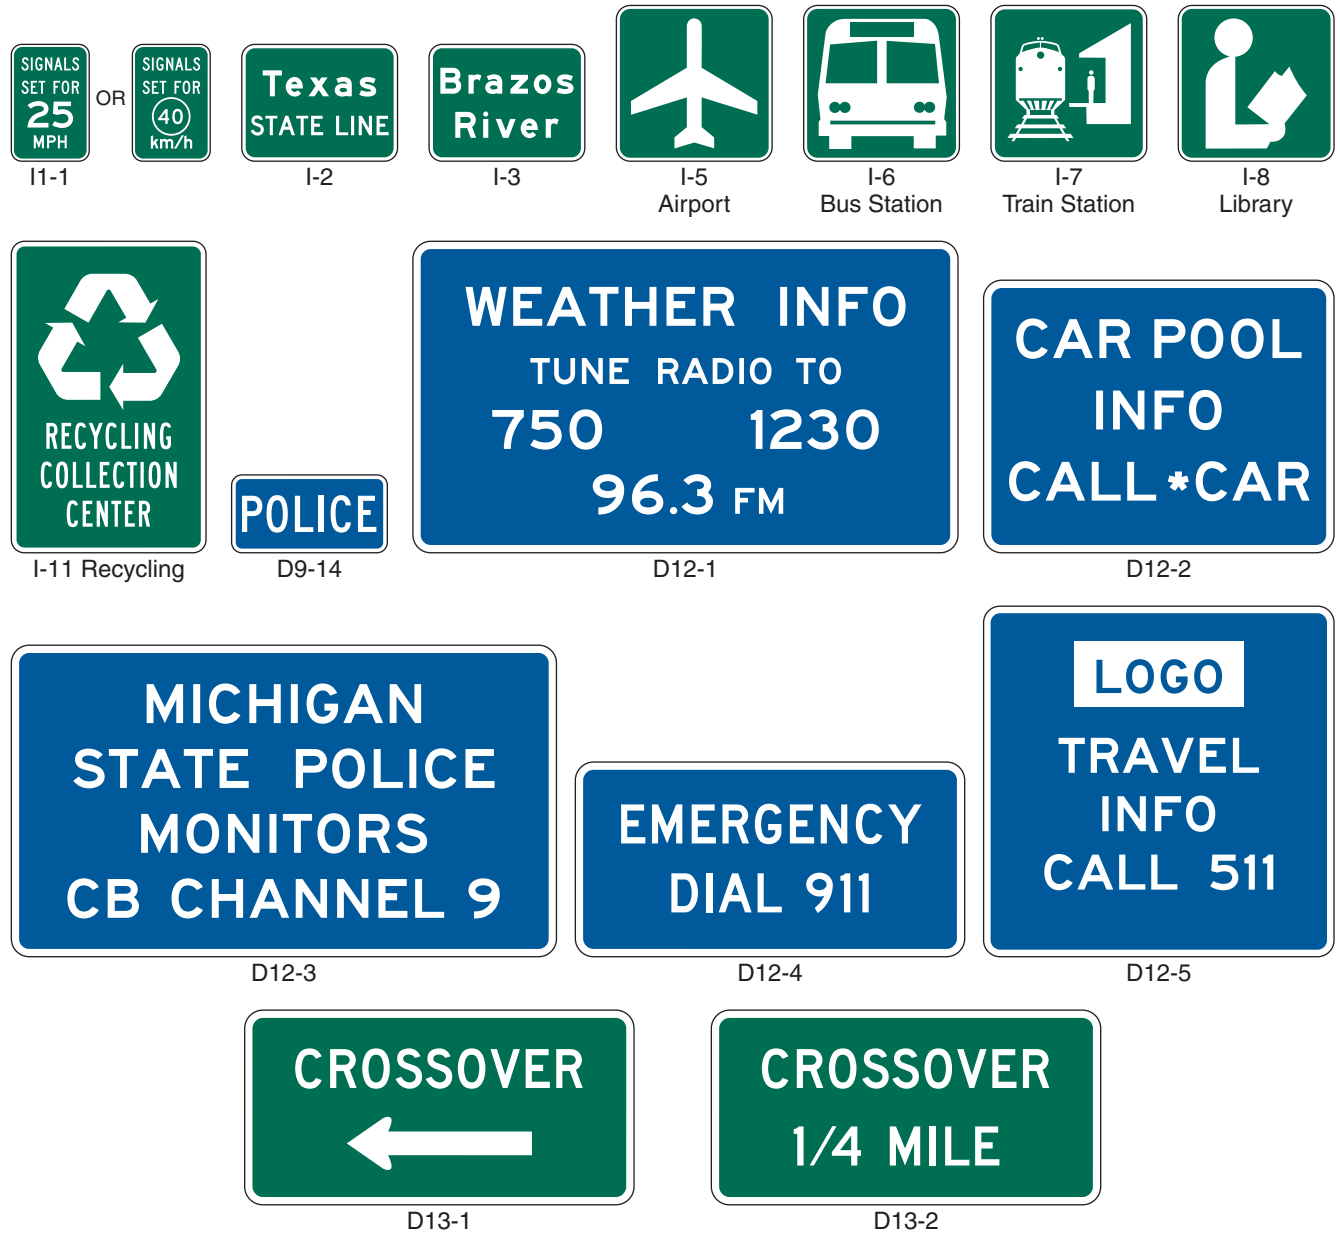 SIGNALS
SET FOR
25
MPH
OR
SIGNALS
SET FOR
40
km/h
I1-1
Texas
STATE LINE
I-2
Brazos
River
I-3
I-5
Airport
I-6
Bus Station
I-7
Train Station
I-8
Library
RECYCLING
COLLECTION
CENTER
I-11 Recycling
POLICE
D9-14
WEATHER INFO
TUNE RADIO TO
750 1230
96.3 FM
D12-1
CAR POOL
INFO
CALL *CAR
D12-2
MICHIGAN
STATE POLICE
MONITORS
CB CHANNEL 9
D12-3
EMERGENCY
DIAL 911
D12-4
LOGO
TRAVEL
INFO
CALL 511
D12-5
CROSSOVER
D13-1
CROSSOVER
1/4 MILE
D13-2